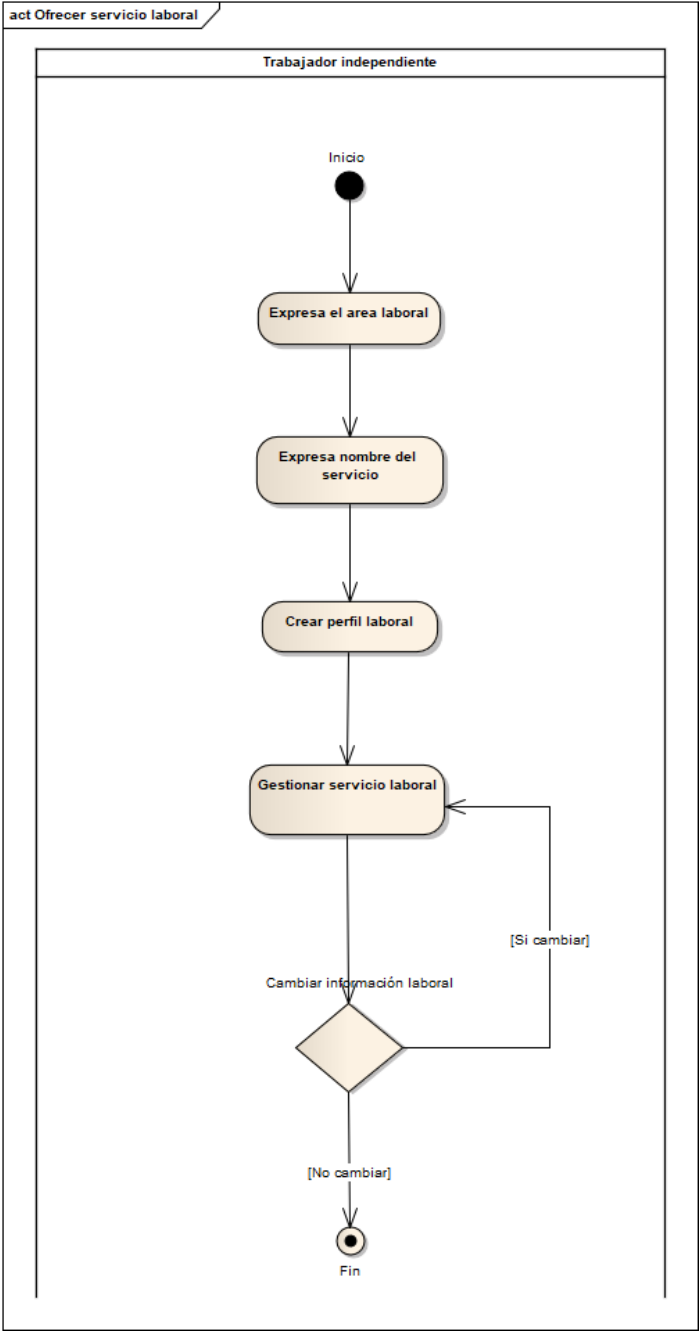 act Ofrecer servicio laboral
Trabajador independiente
Inicio
Expresa el area laboral
Expresa nombre del
servicio
Crear perfil laboral
Gestionar servicio laboral
[Si cambiar]
Cambiar información laboral
[No cambiar]
Fin